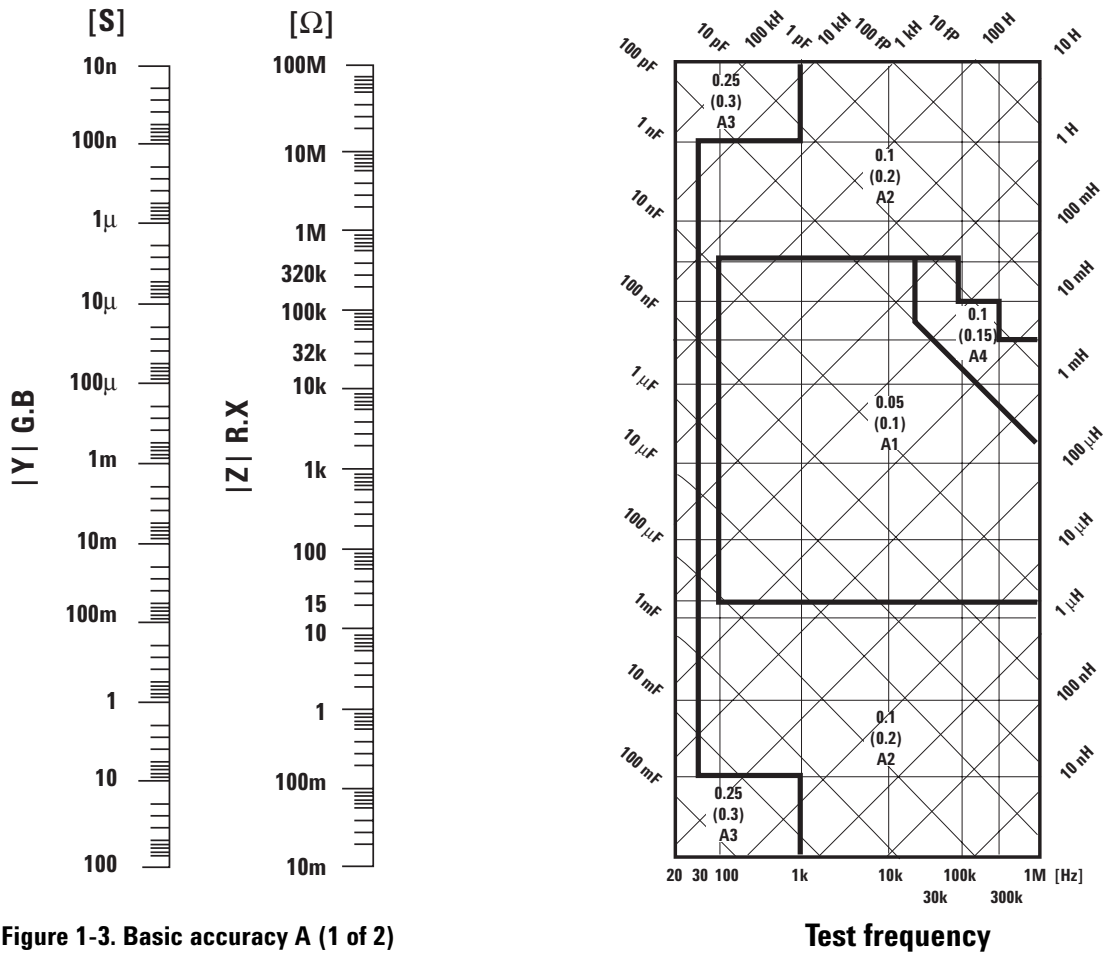 [S]
[Ω]
10n
100n
1μ
10μ
100μ
1m
10m
100m
1
10
100
|Y| G.B
100M
10M
1M
320k
100k
32k
10k
1k
100
15
10
1
100m
10m
|Z| R.X
10 pF
100 kH
1 pF
10 kH
100 fP
1 kH
10 fP
100 H
10 H
100 pF
1 nF
10 nF
100 nF
1 μF
10 μF
100 μF
1mF
10 mF
100 mF
1 H
100 mH
10 mH
1 mH
100 μH
10 μH
1 μH
100 nH
10 nH
0.25
(0.3)
A3
0.1
(0.2)
A2
0.1
(0.15)
A4
0.05
(0.1)
A1
0.1
(0.2)
A2
0.25
(0.3)
A3
20 30 100 1k 10k 100k 1M [Hz]
30k 300k
Figure 1-3. Basic accuracy A (1 of 2)
Test frequency